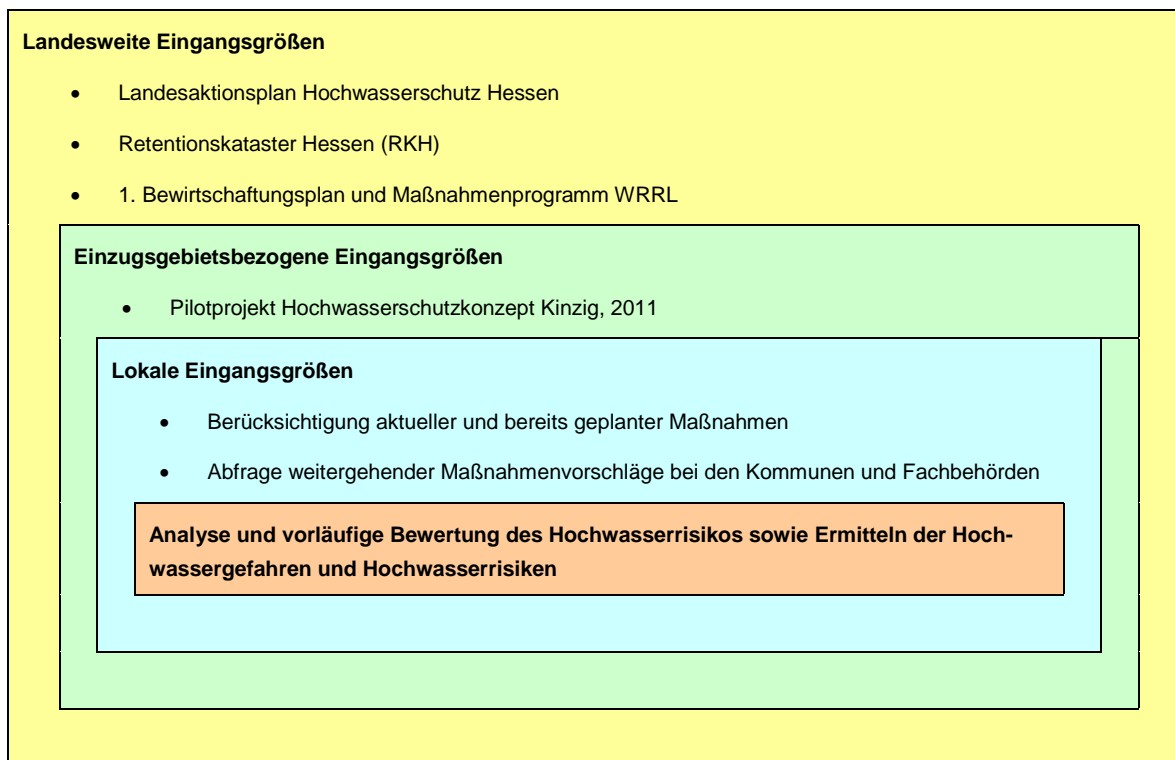 Landesweite Eingangsgrößen
• Landesaktionsplan Hochwasserschutz Hessen
• Retentionskataster Hessen (RKH)
• 1. Bewirtschaftungsplan und Maßnahmenprogramm WRRL
Einzugsgebietsbezogene Eingangsgrößen
• Pilotprojekt Hochwasserschutzkonzept Kinzig, 2011
Lokale Eingangsgrößen
• Berücksichtigung aktueller und bereits geplanter Maßnahmen
• Abfrage weitergehender Maßnahmenvorschläge bei den Kommunen und Fachbehörden
Analyse und vorläufige Bewertung des Hochwasserrisikos sowie Ermitteln der Hoch-
wassergefahren und Hochwasserrisiken